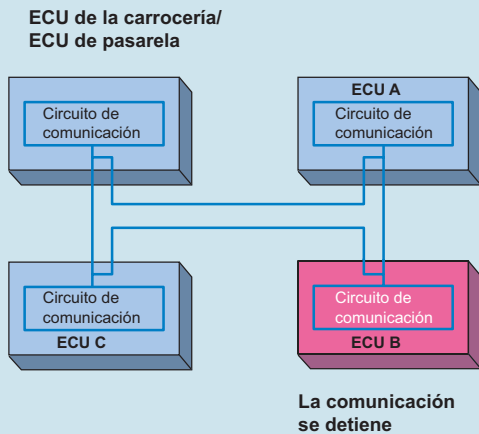 ECU de la carrocería/
ECU de pasarela
Circuito de
comunicación
ECU A
Circuito de
comunicación
Circuito de
comunicación
ECU C
Circuito de
comunicación
ECU B
La comunicación
se detiene